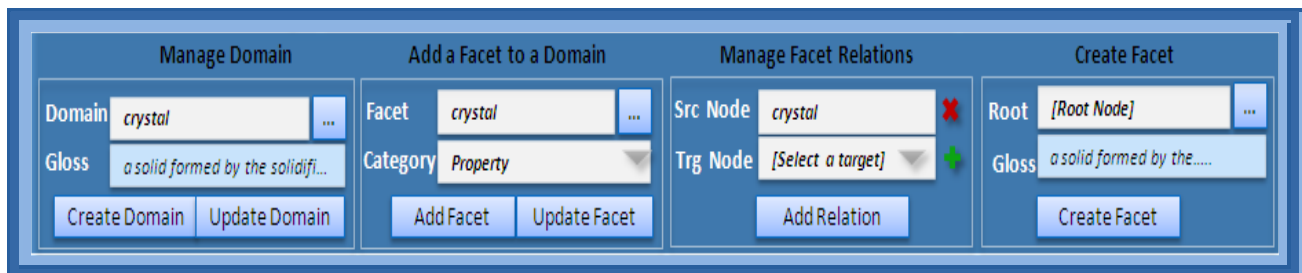 Manage Domain
Domain
crystal
...
Gloss
a solid formed by the solidifi...
Create Domain
Update Domain
Add a Facet to a Domain
Facet
crystal
...
Category
Property
Add Facet
Update Facet
Manage Facet Relations
Src Node
crystal
Trg Node
[Select a target]
Add Relation
Create Facet
Root
[Root Node]
...
Gloss
a solid formed by the.....
Create Facet